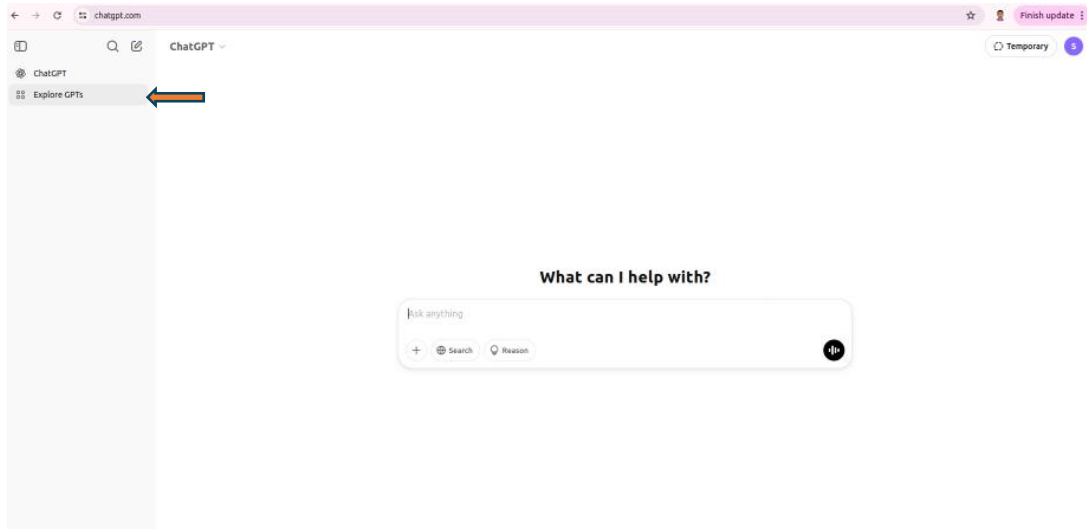 chatgpt.com
Finish update
ChatGPT
Temporary
S
ChatGPT
Explore GPTs
What can I help with?
Ask anything
Search
Reason